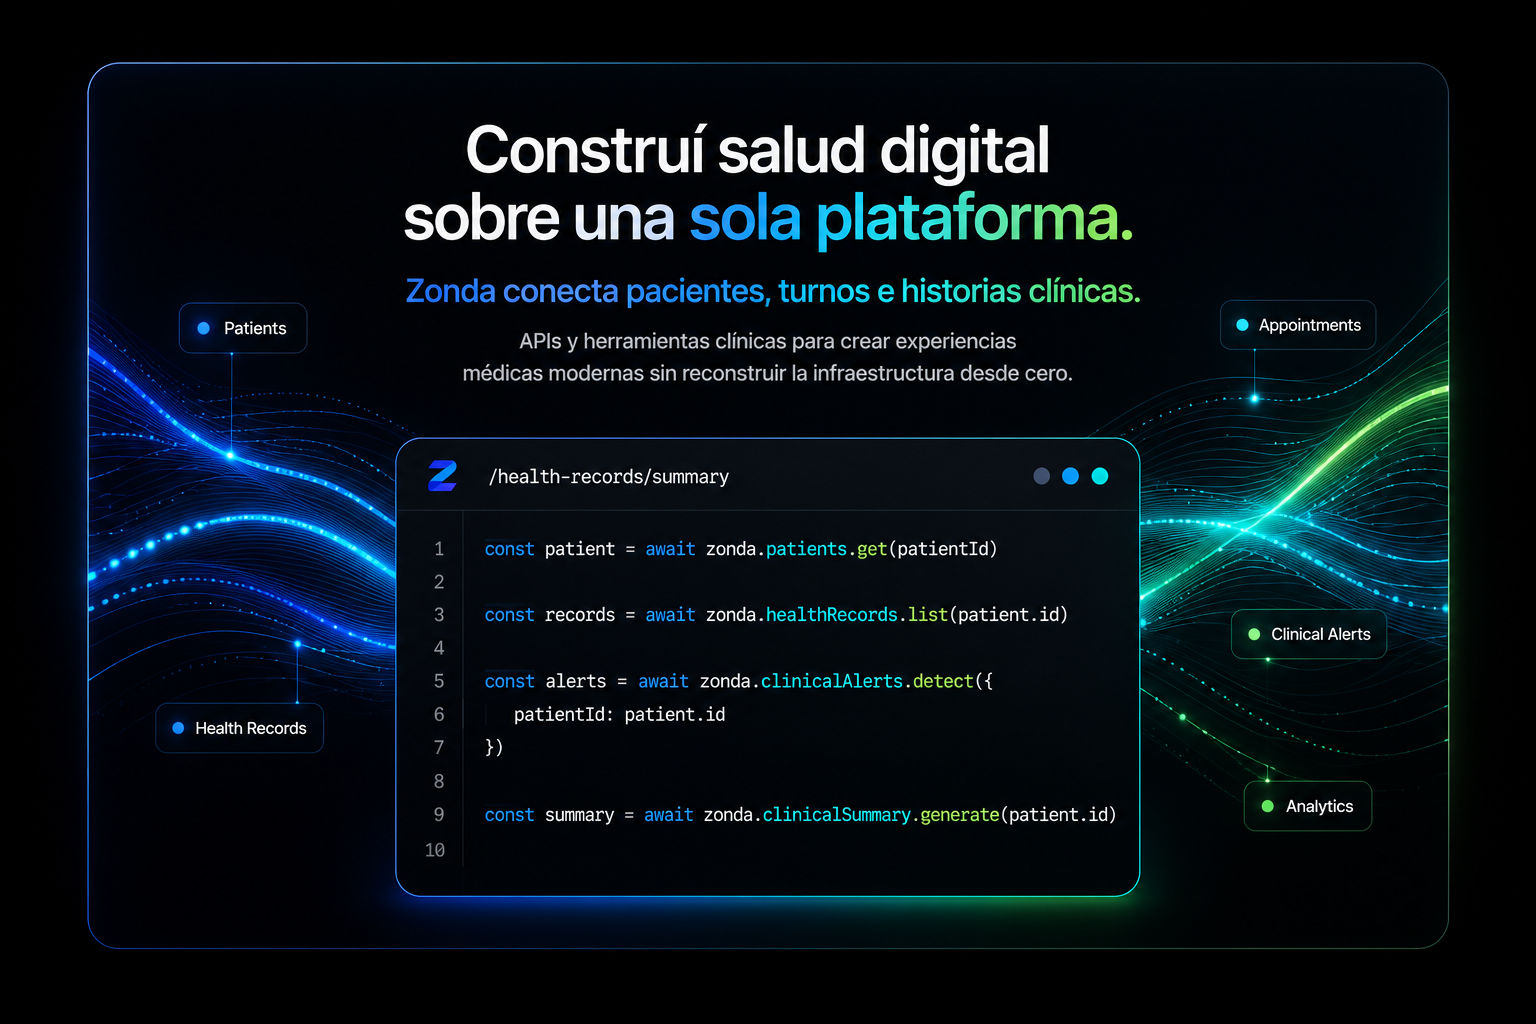 Construí salud digital
sobre una sola plataforma.
Zonda conecta pacientes, turnos e historias clínicas.
APIs y herramientas clínicas para crear experiencias
médicas modernas sin reconstruir la infraestructura desde cero.
Patients
Appointments
Health Records
Clinical Alerts
Analytics
Z /health-records/summary
1 const patient = await zonda.patients.get(patientId)
2
3 const records = await zonda.healthRecords.list(patient.id)
4
5 const alerts = await zonda.clinicalAlerts.detect({
6 patientId: patient.id
7 })
8
9 const summary = await zonda.clinicalSummary.generate(patient.id)
10